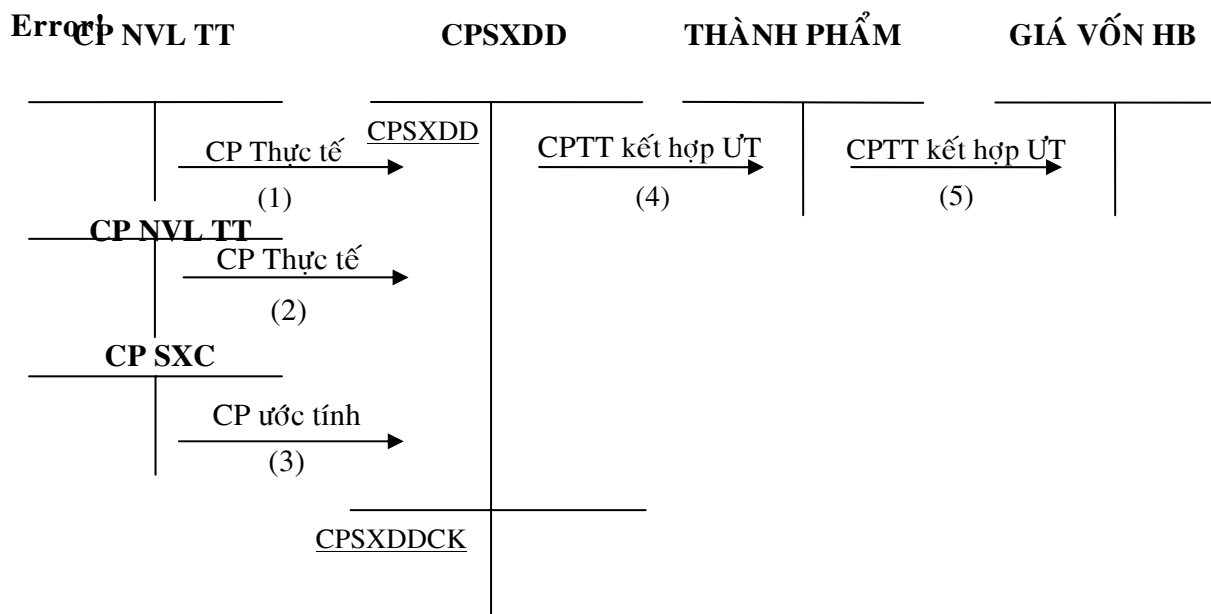 Error! CP NVL TT CPSXDD THÀNH PHẨM GIÁ VỐN HB
CPSXDD
CP Thực tế CPTT kết hợp ƯT CPTT kết hợp ƯT
(1) (4) (5)
CP NVL TT
CP Thực tế
(2)
CP SXC
CP ước tính
(3)
CPSXDDCK